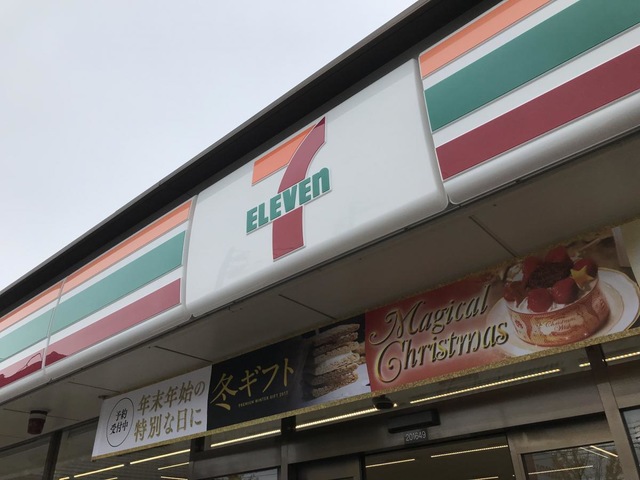 7
ELEVEN
Magical
Christmas
冬ギフト
年末年始の
特別な日に
予約
受付中
201649